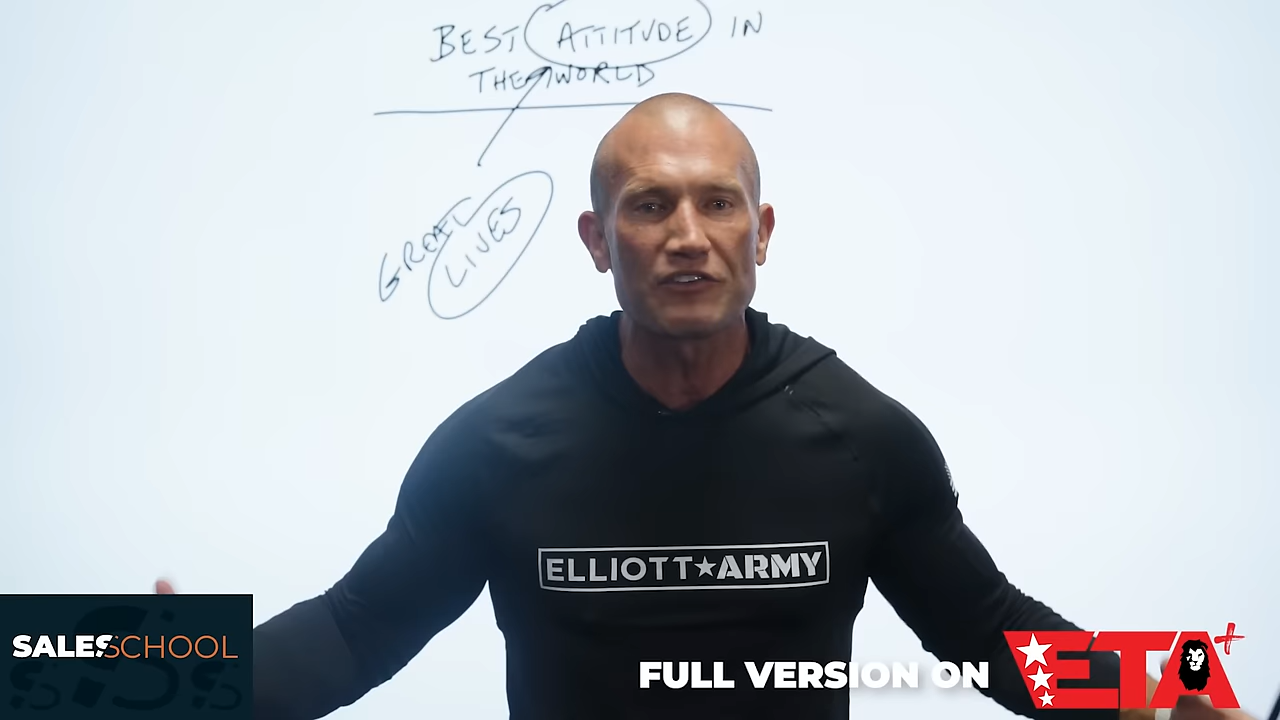 BEST ATTITUDE IN
THE WORLD
GREAT
LIVES
ELLIOTT★ARMY
SALESSCHOOL
FULL VERSION ON ETA+